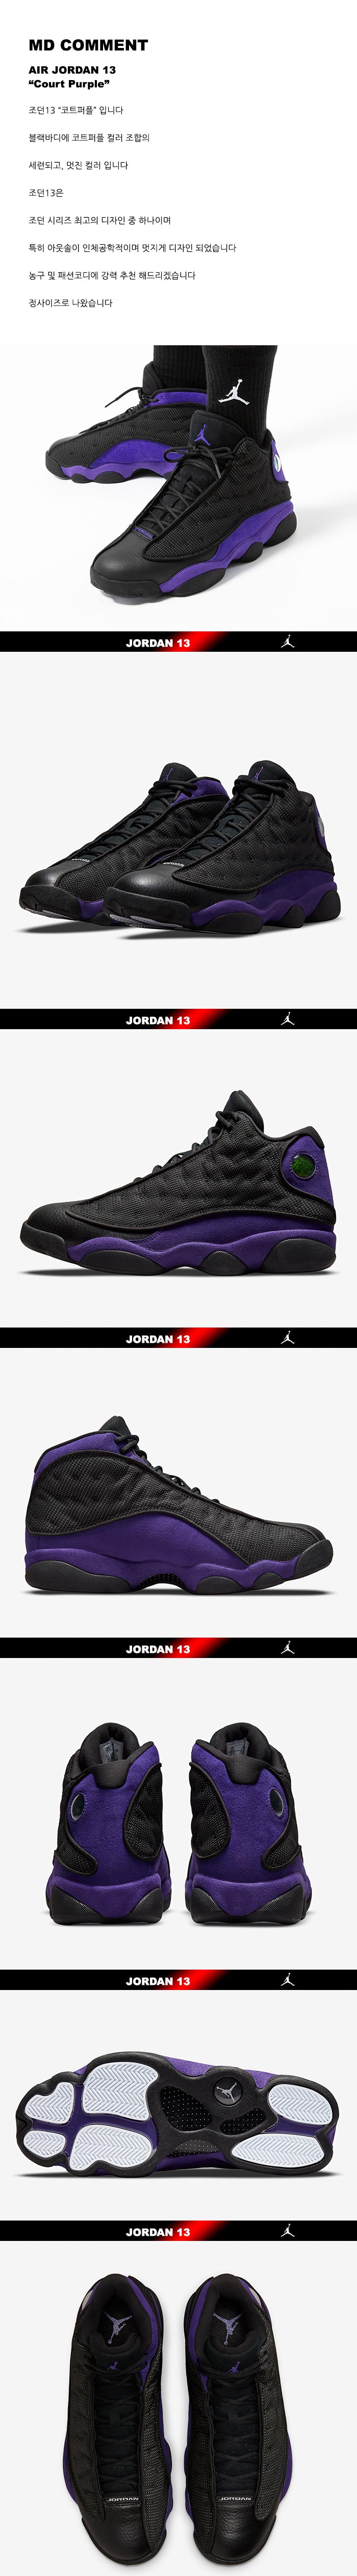 MD COMMENT
AIR JORDAN 13
“Court Purple”
조던13 “코트퍼플” 입니다
블랙바디에 코트퍼플 컬러 조합의
세련되고, 멋진 컬러 입니다
조던13은
조던 시리즈 최고의 디자인 중 하나이며
특히 아웃솔이 인체공학적이며 멋지게 디자인 되었습니다
농구 및 패션코디에 강력 추천 해드리겠습니다
정사이즈로 나왔습니다
JORDAN 13
JORDAN 13
JORDAN 13
JORDAN 13
JORDAN 13
JORDAN 13
JORDAN
JORDAN